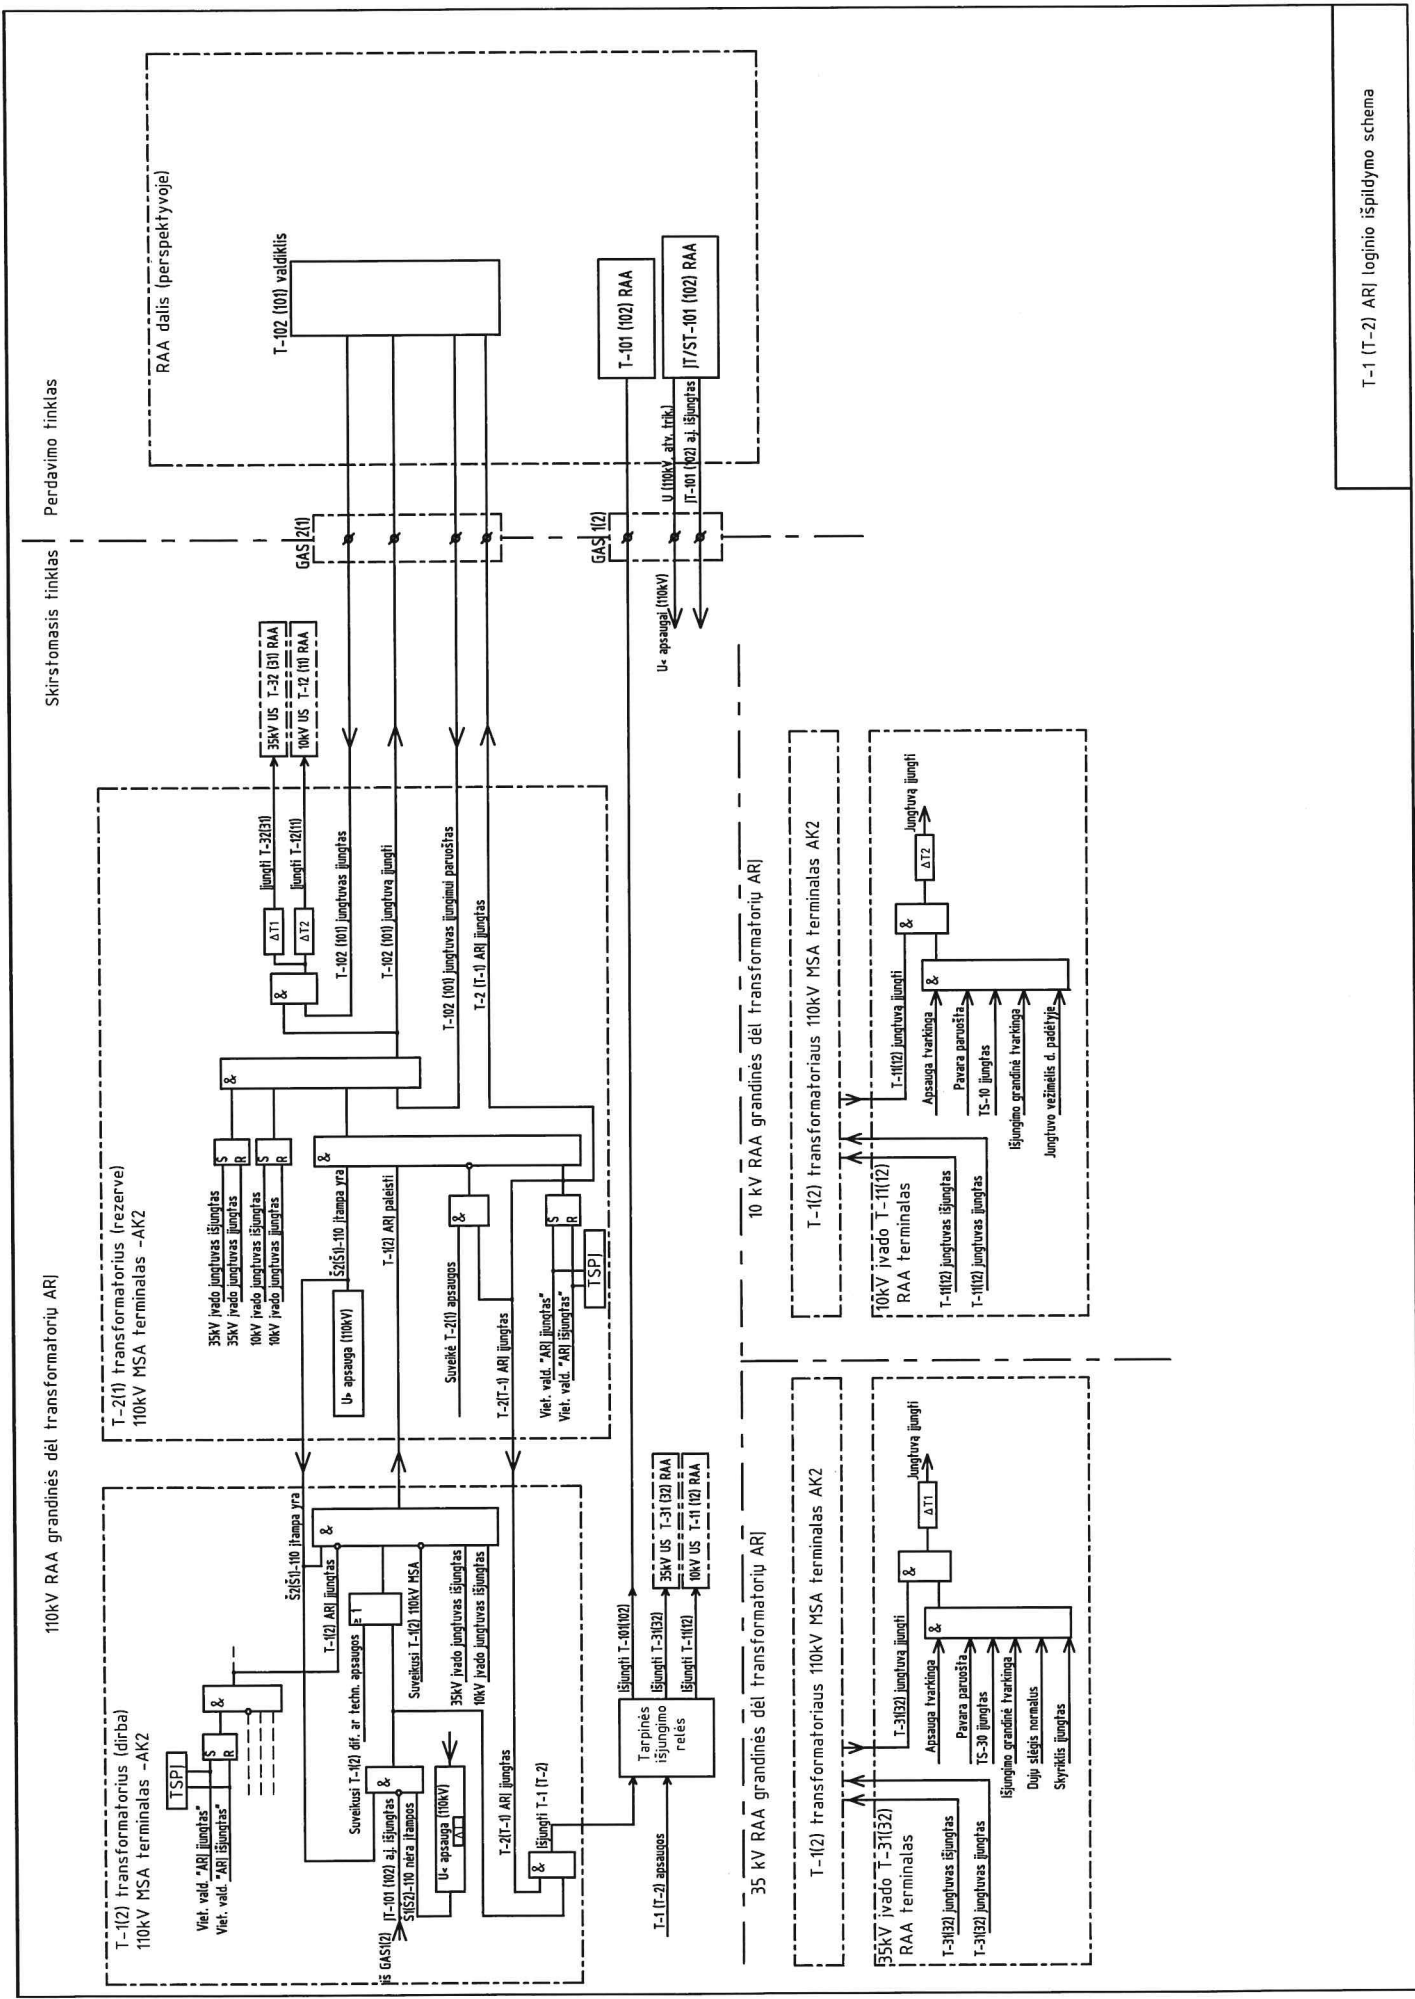 110kV RAA grandinės dėl transformatorių ARĮ
Skirstomasis tinklas
Perdavimo tinklas
T-1(2) transformatorius (dirba)
110kV MSA terminalas -AK2
Viet. vald. "ARĮ įjungtas"
Viet. vald. "ARĮ išjungtas"
TSPĮ
S
R
&
Š2(Š1)-110 įtampa yra
T-1(2) ARĮ įjungtas
&
Suveikusi T-1(2) dif. ar techn. apsaugos
≥ 1
Suveikusi T-1(2) 110kV MSA
35kV įvado jungtuvas išjungtas
10kV įvado jungtuvas išjungtas
iš GAS1(2)
JT-101 (102) a.j. išjungtas
Š1(Š2)-110 nėra įtampos
&
U< apsauga (110kV)
ΔT
T-2(T-1) ARĮ įjungtas
&
Išjungti T-1 (T-2)
T-2(1) transformatorius (rezerve)
110kV MSA terminalas -AK2
35kV įvado jungtuvas išjungtas
35kV įvado jungtuvas įjungtas
10kV įvado jungtuvas išjungtas
10kV įvado jungtuvas įjungtas
S
R
S
R
&
&
ΔT1
ΔT2
Įjungti T-32(31)
Įjungti T-12(11)
35kV US T-32 (31) RAA
10kV US T-12 (11) RAA
U> apsauga (110kV)
Š2(Š1)-110 įtampa yra
T-1(2) ARĮ paleisti
&
Suveikė T-2(1) apsaugos
&
T-2(T-1) ARĮ įjungtas
Viet. vald. "ARĮ įjungtas"
Viet. vald. "ARĮ išjungtas"
S
R
TSPĮ
T-102 (101) jungtuvas įjungtas
T-102 (101) jungtuvą įjungti
T-102 (101) jungtuvas įjungimui paruoštas
T-2 (T-1) ARĮ įjungtas
GAS 2(1)
RAA dalis (perspektyvoje)
T-102 (101) valdiklis
T-1 (T-2) apsaugos
Tarpinės
išjungimo
relės
Išjungti T-101(102)
Išjungti T-31(32)
Išjungti T-11(12)
35kV US T-31 (32) RAA
10kV US T-11 (12) RAA
GAS 1(2)
U< apsaugai (110kV)
U (110kV, atv. trik.)
JT-101 (102) a.j. išjungtas
T-101 (102) RAA
JT/ST-101 (102) RAA
35 kV RAA grandinės dėl transformatorių ARĮ
T-1(2) transformatoriaus 110kV MSA terminalas AK2
35kV įvado T-31(32)
RAA terminalas
T-31(32) jungtuvas išjungtas
T-31(32) jungtuvas įjungtas
T-31(32) jungtuvą įjungti
Apsauga tvarkinga
Pavara paruošta
TS-30 įjungtas
Išjungimo grandinė tvarkinga
Dujų slėgis normalus
Skyriklis įjungtas
&
&
ΔT1
Jungtuvą įjungti
10 kV RAA grandinės dėl transformatorių ARĮ
T-1(2) transformatoriaus 110kV MSA terminalas AK2
10kV įvado T-11(12)
RAA terminalas
T-11(12) jungtuvas išjungtas
T-11(12) jungtuvas įjungtas
T-11(12) jungtuvą įjungti
Apsauga tvarkinga
Pavara paruošta
TS-10 įjungtas
Išjungimo grandinė tvarkinga
Jungtuvo vežimėlis d. padėtyje
&
&
ΔT2
Jungtuvą įjungti
T-1 (T-2) ARĮ loginio išpildymo schema